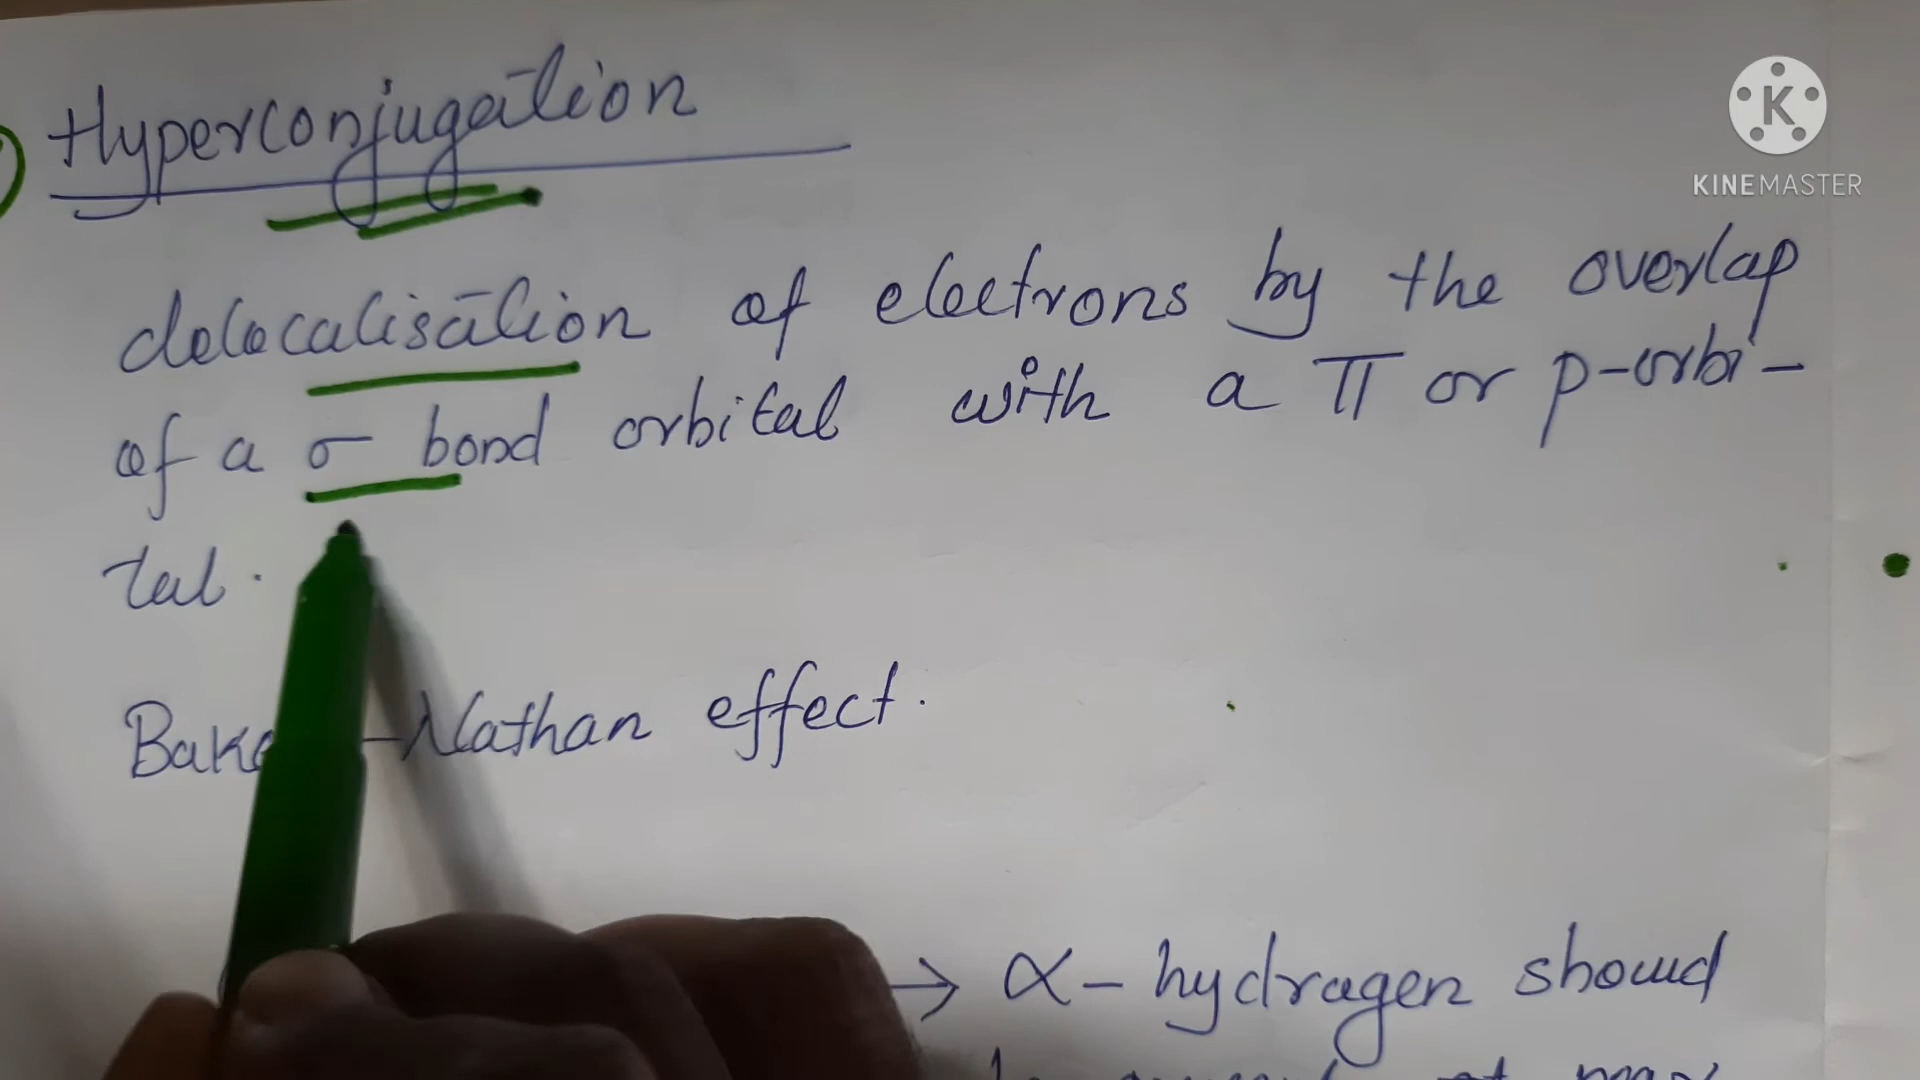 Hyperconjugation
K
KINEMASTER
delocalisation of electrons by the overlap
of a σ bond orbital with a π or p-orbi-
tal.
-Nathan effect.
→ α-hydrogen should